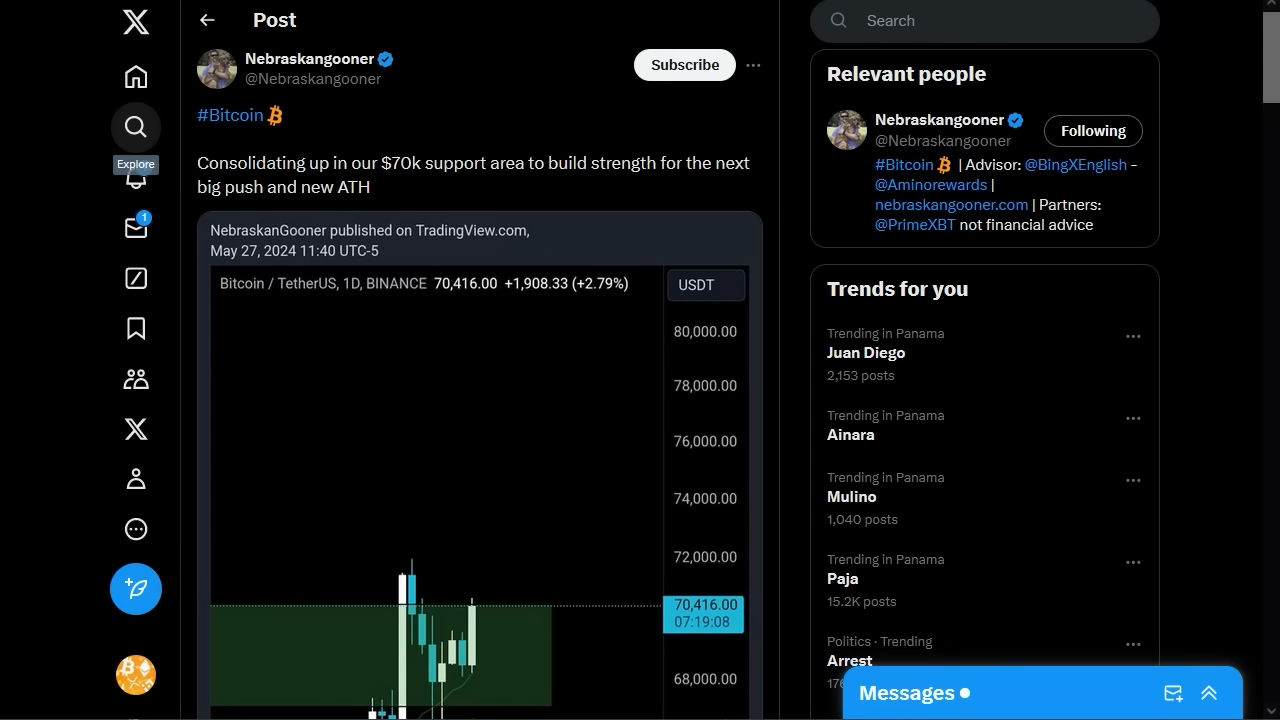 Post
Nebraskangooner
@Nebraskangooner
Subscribe
#Bitcoin
Consolidating up in our $70k support area to build strength for the next
big push and new ATH
NebraskanGooner published on TradingView.com,
May 27, 2024 11:40 UTC-5
Bitcoin / TetherUS, 1D, BINANCE 70,416.00 +1,908.33 (+2.79%)
USDT
80,000.00
78,000.00
76,000.00
74,000.00
72,000.00
70,416.00
07:19:08
68,000.00
Explore
1
Search
Relevant people
Nebraskangooner
@Nebraskangooner
Following
#Bitcoin | Advisor: @BingXEnglish -
@Aminorewards |
nebraskangooner.com | Partners:
@PrimeXBT not financial advice
Trends for you
Trending in Panama
Juan Diego
2,153 posts
Trending in Panama
Ainara
Trending in Panama
Mulino
1,040 posts
Trending in Panama
Paja
15.2K posts
Politics · Trending
Arrest
Messages